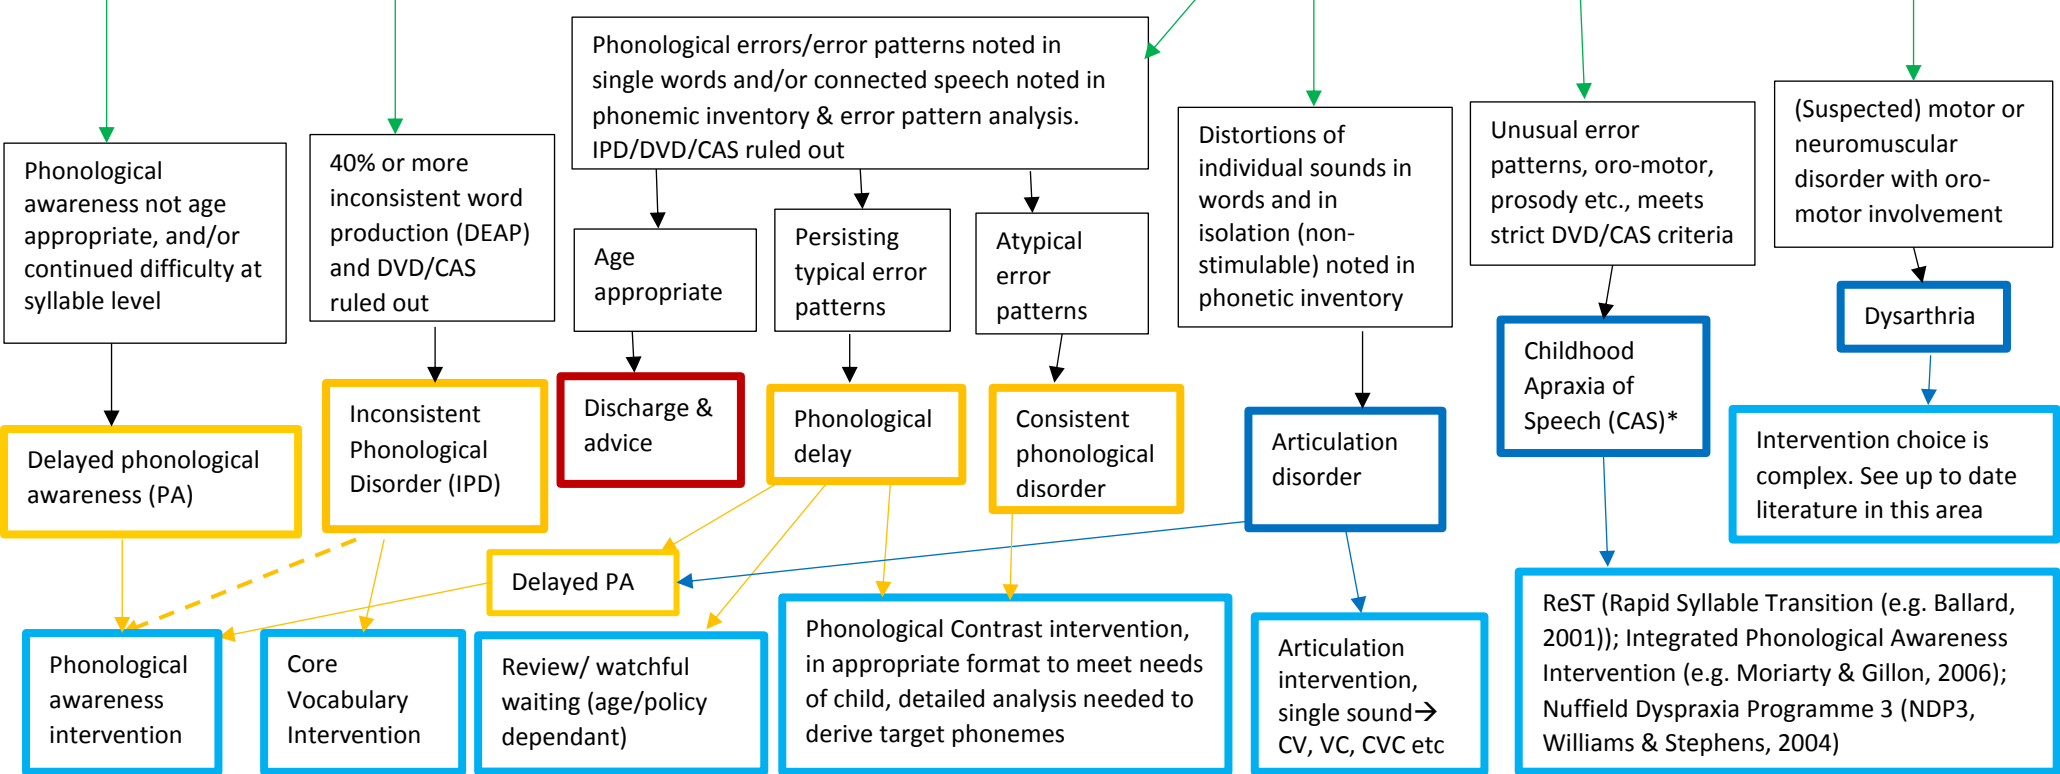 Phonological errors/error patterns noted in
single words and/or connected speech noted in
phonemic inventory & error pattern analysis.
IPD/DVD/CAS ruled out
Phonological
awareness not age
appropriate, and/or
continued difficulty at
syllable level
40% or more
inconsistent word
production (DEAP)
and DVD/CAS
ruled out
Age
appropriate
Persisting
typical error
patterns
Atypical
error
patterns
Distortions of
individual sounds in
words and in
isolation (non-
stimulable) noted in
phonetic inventory
Unusual error
patterns, oro-motor,
prosody etc., meets
strict DVD/CAS criteria
(Suspected) motor or
neuromuscular
disorder with oro-
motor involvement
Delayed phonological
awareness (PA)
Inconsistent
Phonological
Disorder (IPD)
Discharge &
advice
Phonological
delay
Consistent
phonological
disorder
Articulation
disorder
Childhood
Apraxia of
Speech (CAS)*
Dysarthria
Intervention choice is
complex. See up to date
literature in this area
Delayed PA
Phonological
awareness
intervention
Core
Vocabulary
Intervention
Review/ watchful
waiting (age/policy
dependant)
Phonological Contrast intervention,
in appropriate format to meet needs
of child, detailed analysis needed to
derive target phonemes
Articulation
intervention,
single sound→
CV, VC, CVC etc
ReST (Rapid Syllable Transition (e.g. Ballard,
2001)); Integrated Phonological Awareness
Intervention (e.g. Moriarty & Gillon, 2006);
Nuffield Dyspraxia Programme 3 (NDP3,
Williams & Stephens, 2004)